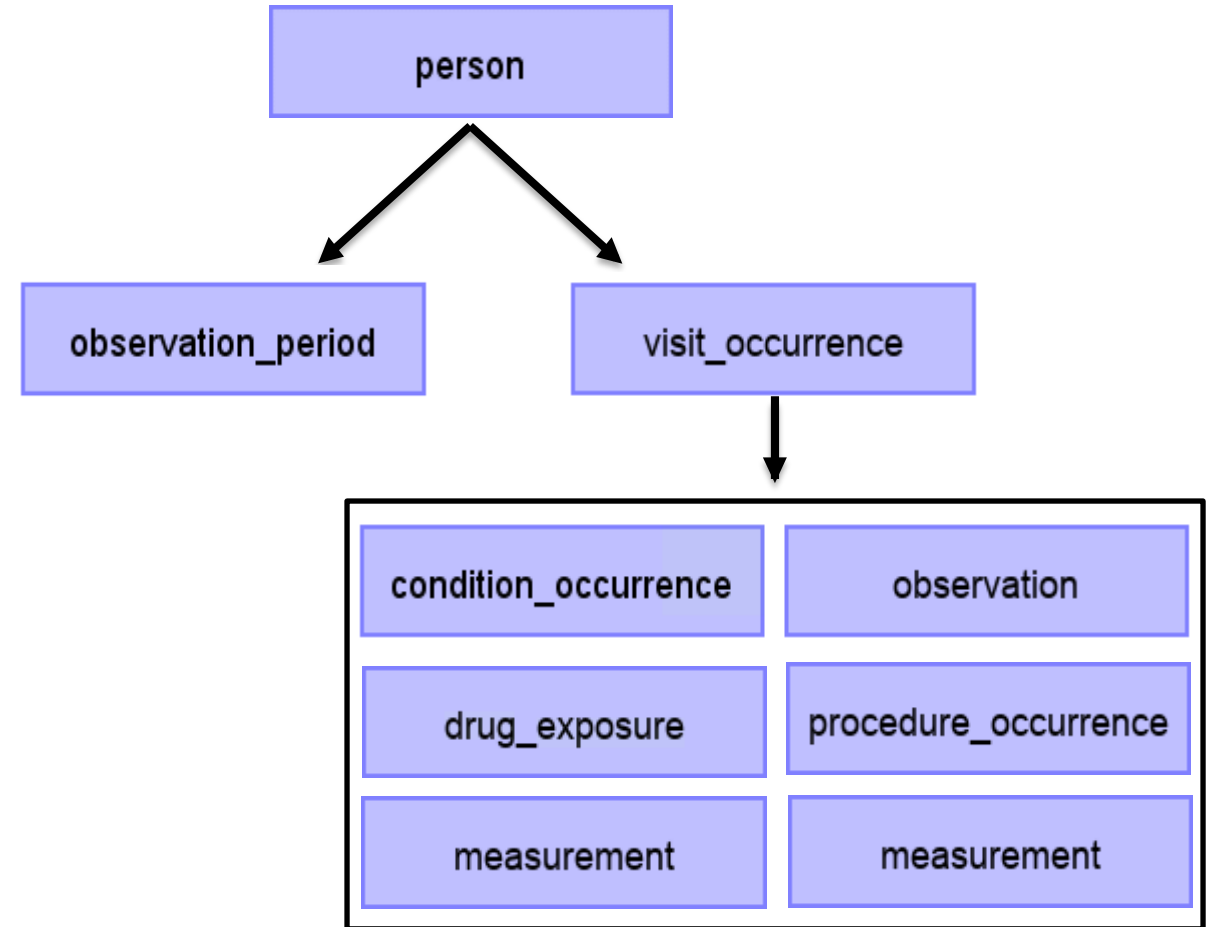 person
observation_period
visit_occurrence
condition_occurrence
observation
drug_exposure
procedure_occurrence
measurement
measurement